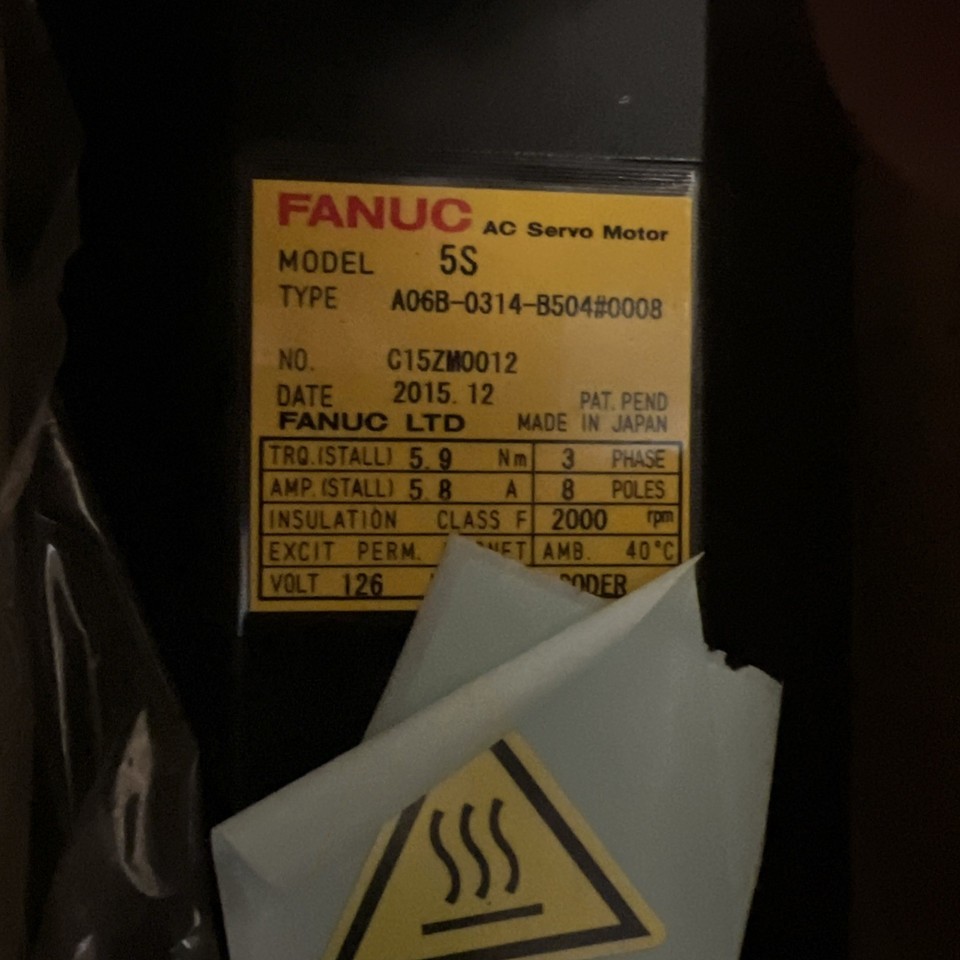 FANUC AC Servo Motor
MODEL 5S
TYPE A06B-0314-B504#0008
NO. C15ZM0012
DATE 2015.12 PAT. PEND
FANUC LTD MADE IN JAPAN
TRQ.(STALL) 5.9 Nm 3 PHASE
AMP.(STALL) 5.8 A 8 POLES
INSULATION CLASS F 2000 rpm
EXCIT PERM. AMB. 40°C
VOLT 126